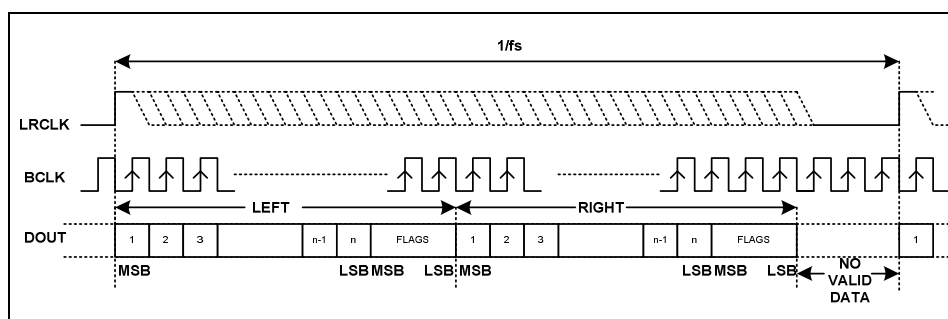 1/fs
LRCLK
BCLK
LEFT RIGHT
DOUT 1 2 3 n-1 n FLAGS 1 2 3 n-1 n FLAGS 1
MSB LSB MSB LSB MSB LSB MSB LSB
NO
VALID
DATA